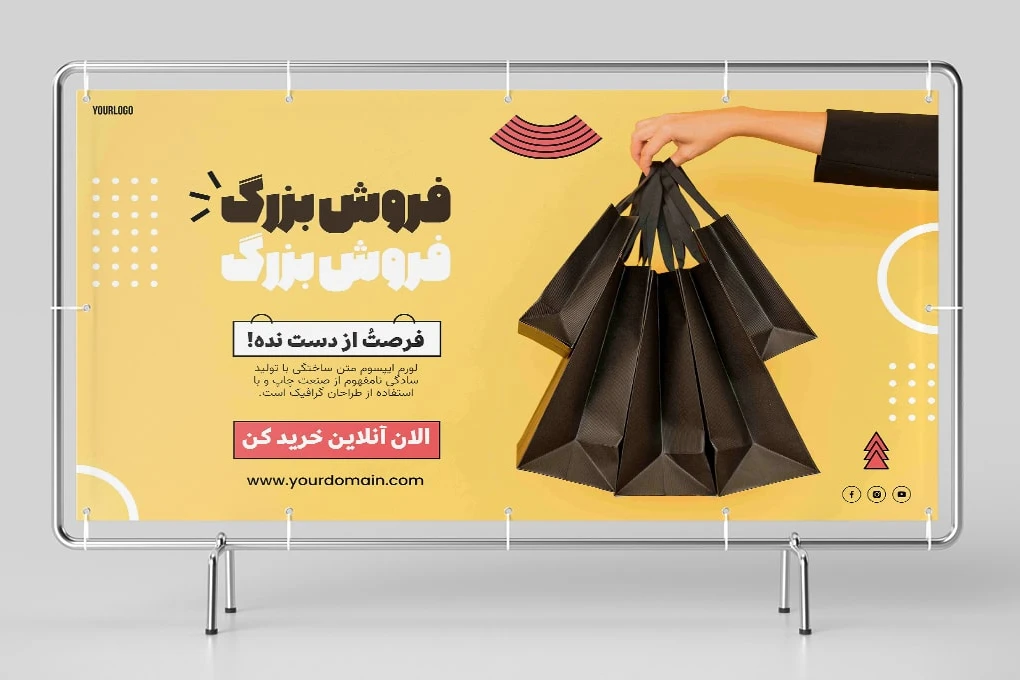 YOURLOGO
فروش بزرگ
فروش بزرگ
فرصتُ از دست نده!
لورم ایپسوم متن ساختگی با تولید
سادگی نامفهوم از صنعت چاپ و با
استفاده از طراحان گرافیک است.
الان آنلاین خرید کن
www.yourdomain.com